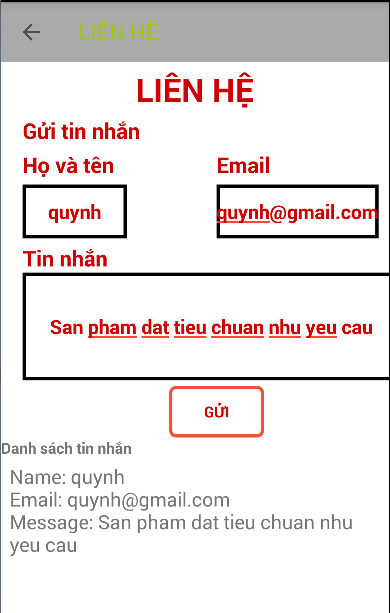 LIÊN HỆ
LIÊN HỆ
Gửi tin nhắn
Họ và tên Email
quynh quynh@gmail.com
Tin nhắn
San pham dat tieu chuan nhu yeu cau
GỬI
Danh sách tin nhắn
Name: quynh
Email: quynh@gmail.com
Message: San pham dat tieu chuan nhu
yeu cau